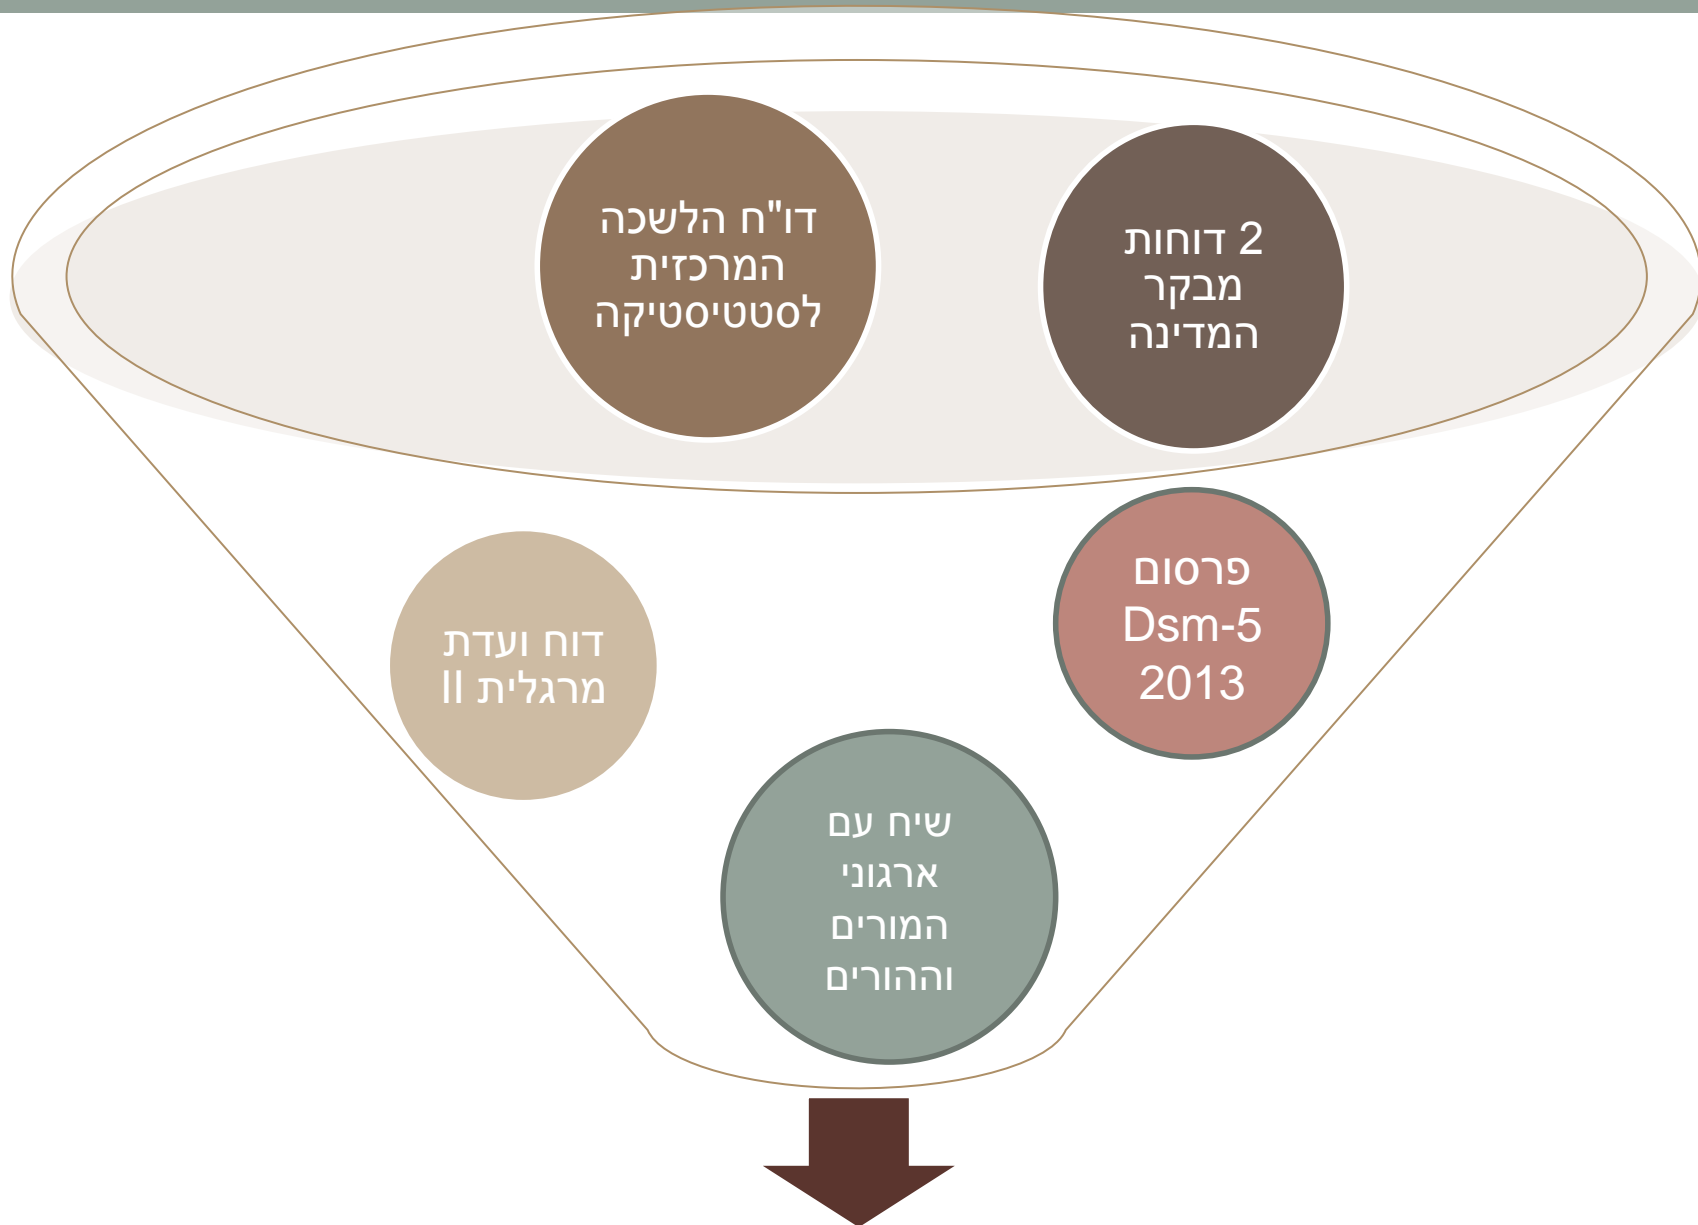 2 דוחות
מבקר
המדינה
דו"ח הלשכה
המרכזית
לסטטיסטיקה
פרסום
Dsm-5
2013
דוח ועדת
מרגלית II
שיח עם
ארגוני
המורים
וההורים